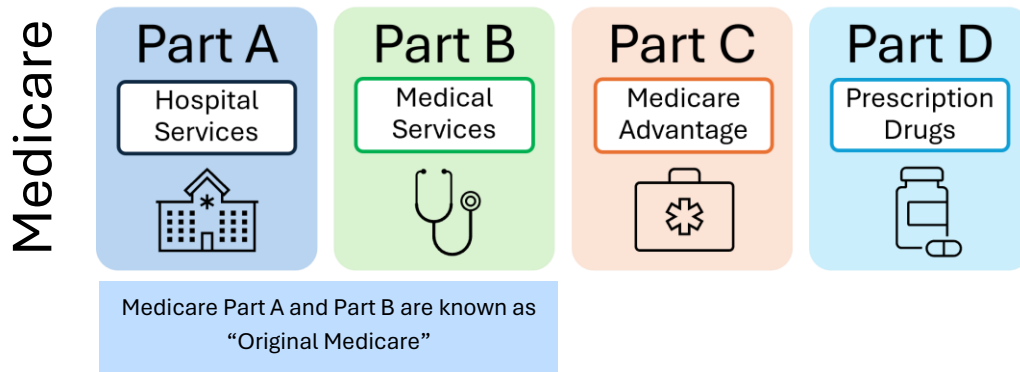 Medicare
Part A
Hospital
Services
Part B
Medical
Services
Part C
Medicare
Advantage
Part D
Prescription
Drugs
Medicare Part A and Part B are known as
“Original Medicare”